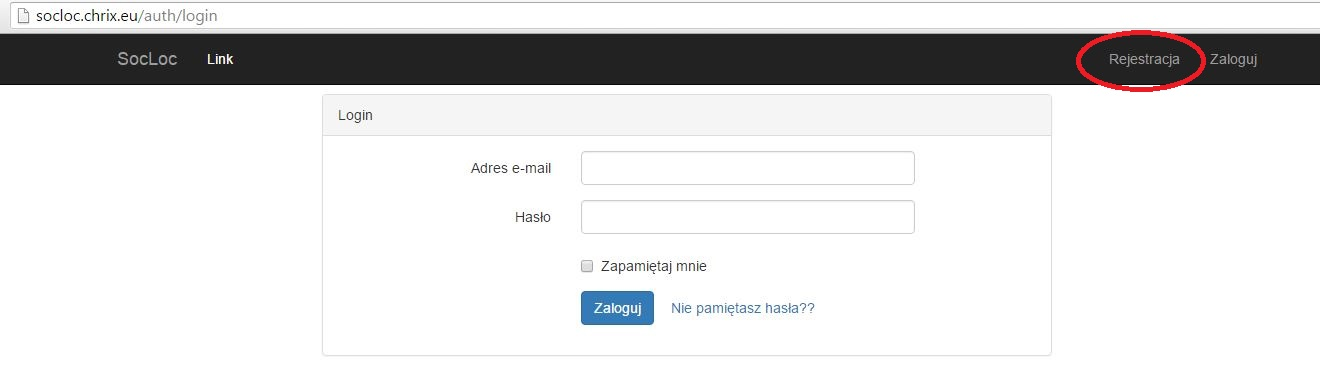 socloc.chrix.eu/auth/login
SocLoc Link Rejestracja Zaloguj
Login
Adres e-mail
Hasło
Zapamiętaj mnie
Zaloguj Nie pamiętasz hasła??